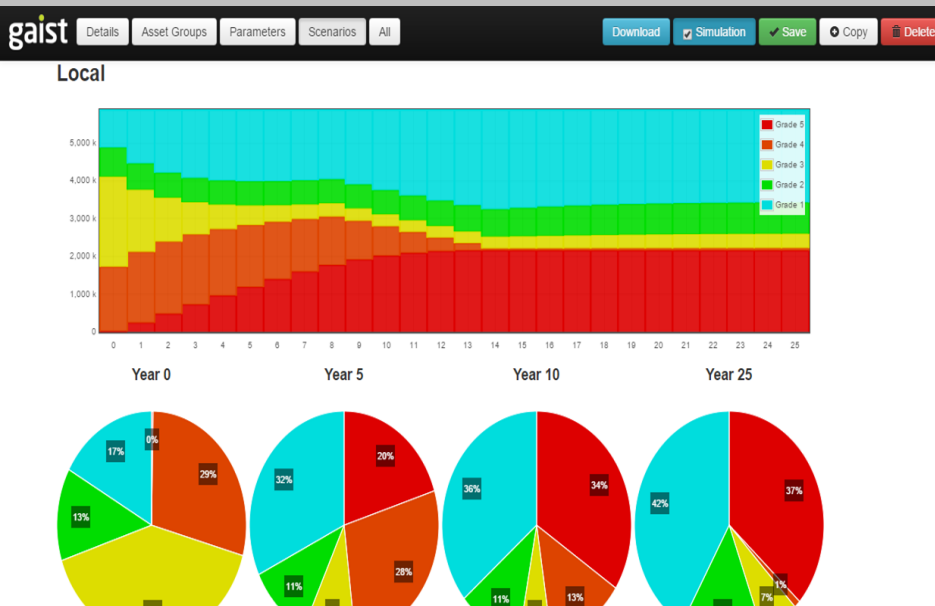 gaist Details Asset Groups Parameters Scenarios All Download Simulation Save Copy Delete
Local
5,000 k
4,000 k
3,000 k
2,000 k
1,000 k
0
Grade 5
Grade 4
Grade 3
Grade 2
Grade 1
0 1 2 3 4 5 6 7 8 9 10 11 12 13 14 15 16 17 18 19 20 21 22 23 24 25
Year 0 Year 5 Year 10 Year 25
0% 29% 13% 17%
20% 28% 11% 32%
34% 13% 11% 36%
37% 1% 7% 42%